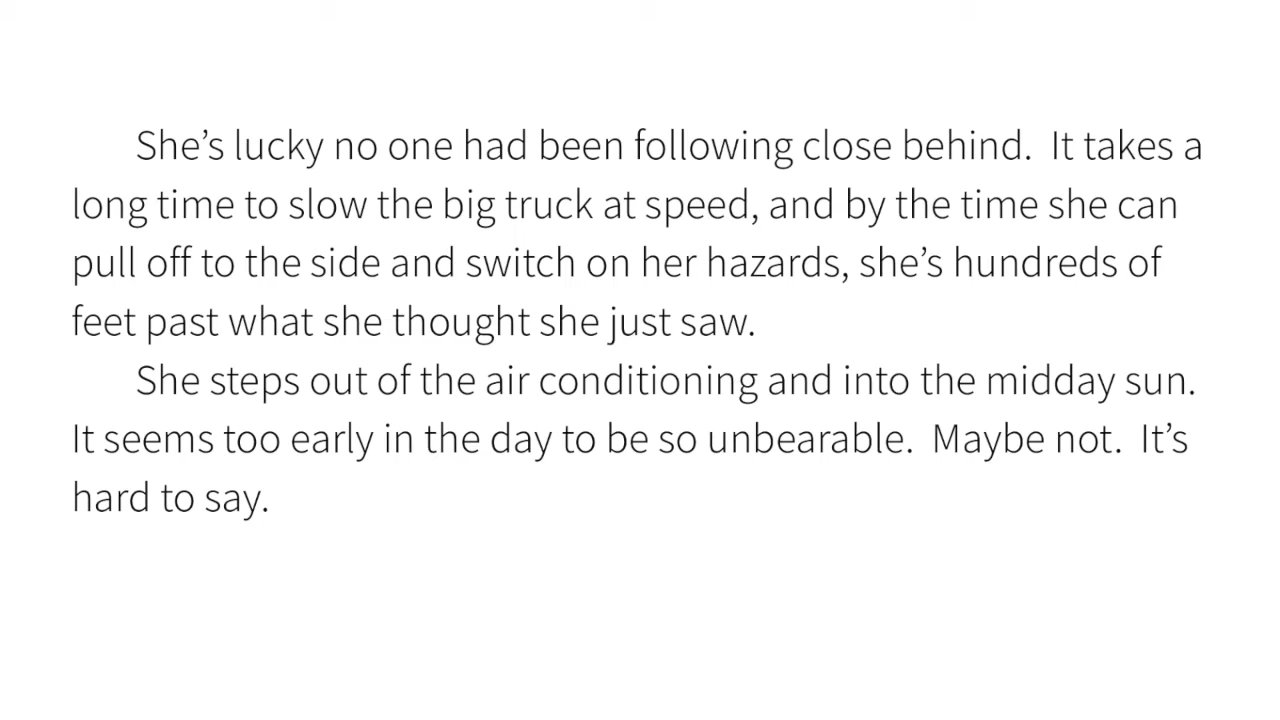 She’s lucky no one had been following close behind.  It takes a
long time to slow the big truck at speed, and by the time she can
pull off to the side and switch on her hazards, she’s hundreds of
feet past what she thought she just saw.
She steps out of the air conditioning and into the midday sun.
It seems too early in the day to be so unbearable.  Maybe not.  It’s
hard to say.